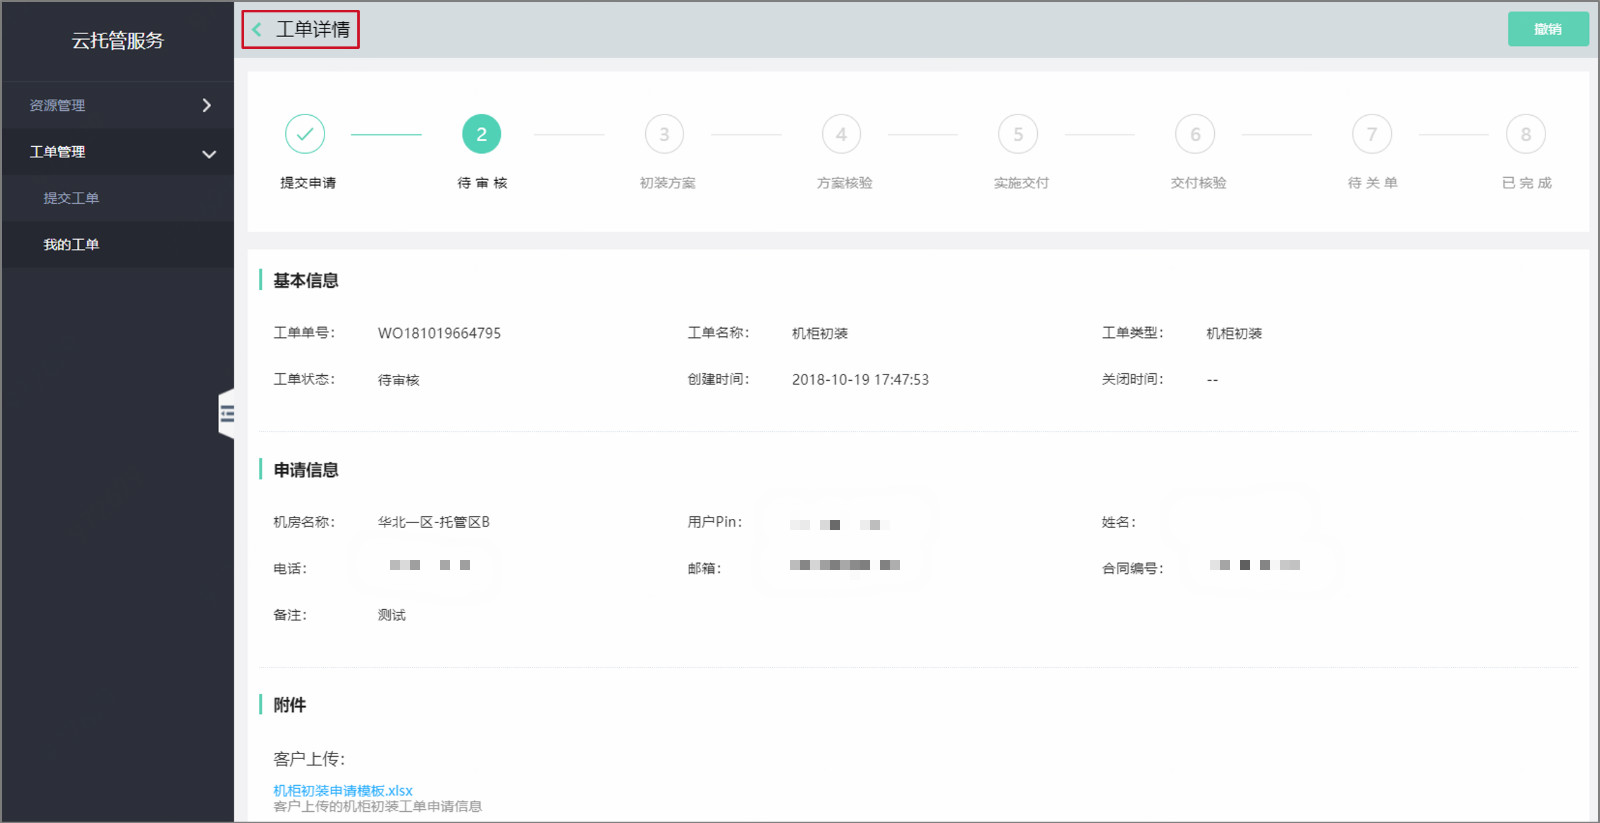 云托管服务
资源管理
工单管理
提交工单
我的工单
工单详情
撤销
2 3 4 5 6 7 8
提交申请 待审核 初装方案 方案核验 实施交付 交付核验 待关单 已完成
基本信息
工单单号： WO181019664795 工单名称： 机柜初装 工单类型： 机柜初装
工单状态： 待审核 创建时间： 2018-10-19 17:47:53 关闭时间： --
申请信息
机房名称： 华北一区-托管区B 用户Pin： 姓名：
电话： 邮箱： 合同编号：
备注： 测试
附件
客户上传：
机柜初装申请模板.xlsx
客户上传的机柜初装工单申请信息